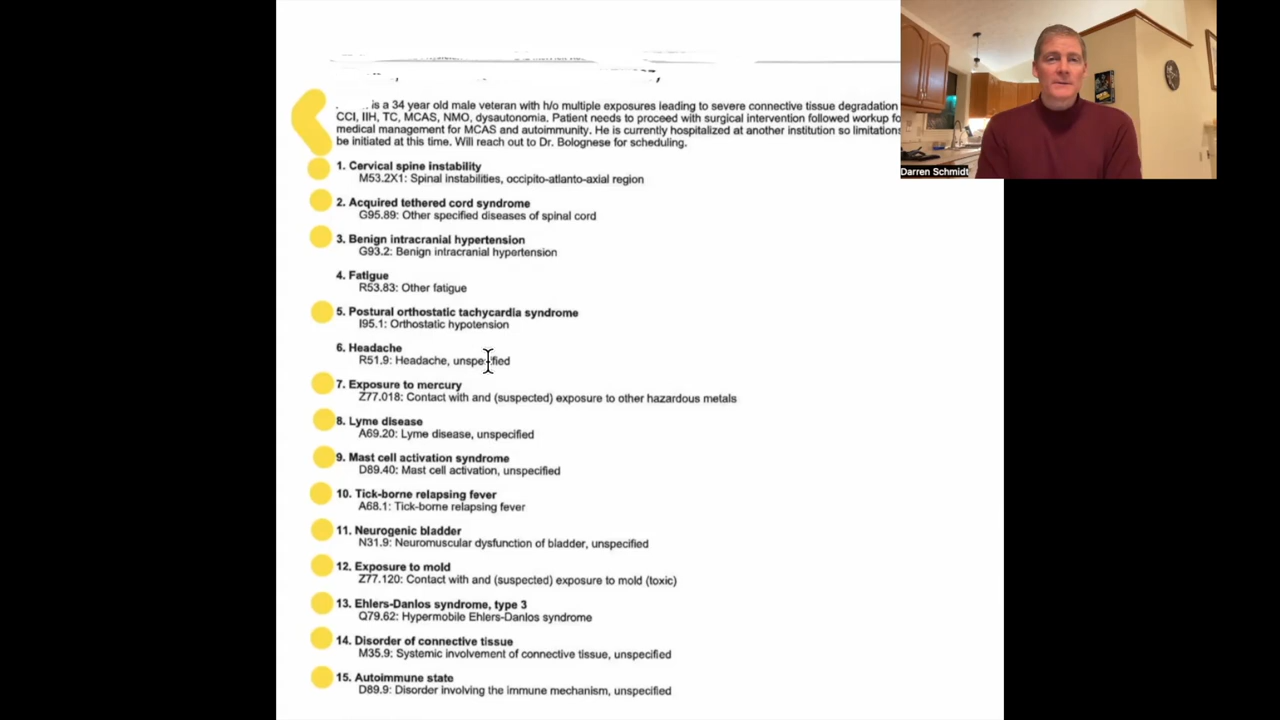 is a 34 year old male veteran with h/o multiple exposures leading to severe connective tissue degradation
CCI, IIH, TC, MCAS, NMO, dysautonomia. Patient needs to proceed with surgical intervention followed workup fo
medical management for MCAS and autoimmunity. He is currently hospitalized at another institution so limitations
be initiated at this time. Will reach out to Dr. Bolognese for scheduling.
1. Cervical spine instability
M53.2X1: Spinal instabilities, occipito-atlanto-axial region
2. Acquired tethered cord syndrome
G95.89: Other specified diseases of spinal cord
3. Benign intracranial hypertension
G93.2: Benign intracranial hypertension
4. Fatigue
R53.83: Other fatigue
5. Postural orthostatic tachycardia syndrome
I95.1: Orthostatic hypotension
6. Headache
R51.9: Headache, unspecified
7. Exposure to mercury
Z77.018: Contact with and (suspected) exposure to other hazardous metals
8. Lyme disease
A69.20: Lyme disease, unspecified
9. Mast cell activation syndrome
D89.40: Mast cell activation, unspecified
10. Tick-borne relapsing fever
A68.1: Tick-borne relapsing fever
11. Neurogenic bladder
N31.9: Neuromuscular dysfunction of bladder, unspecified
12. Exposure to mold
Z77.120: Contact with and (suspected) exposure to mold (toxic)
13. Ehlers-Danlos syndrome, type 3
Q79.62: Hypermobile Ehlers-Danlos syndrome
14. Disorder of connective tissue
M35.9: Systemic involvement of connective tissue, unspecified
15. Autoimmune state
D89.9: Disorder involving the immune mechanism, unspecified
Darren Schmidt